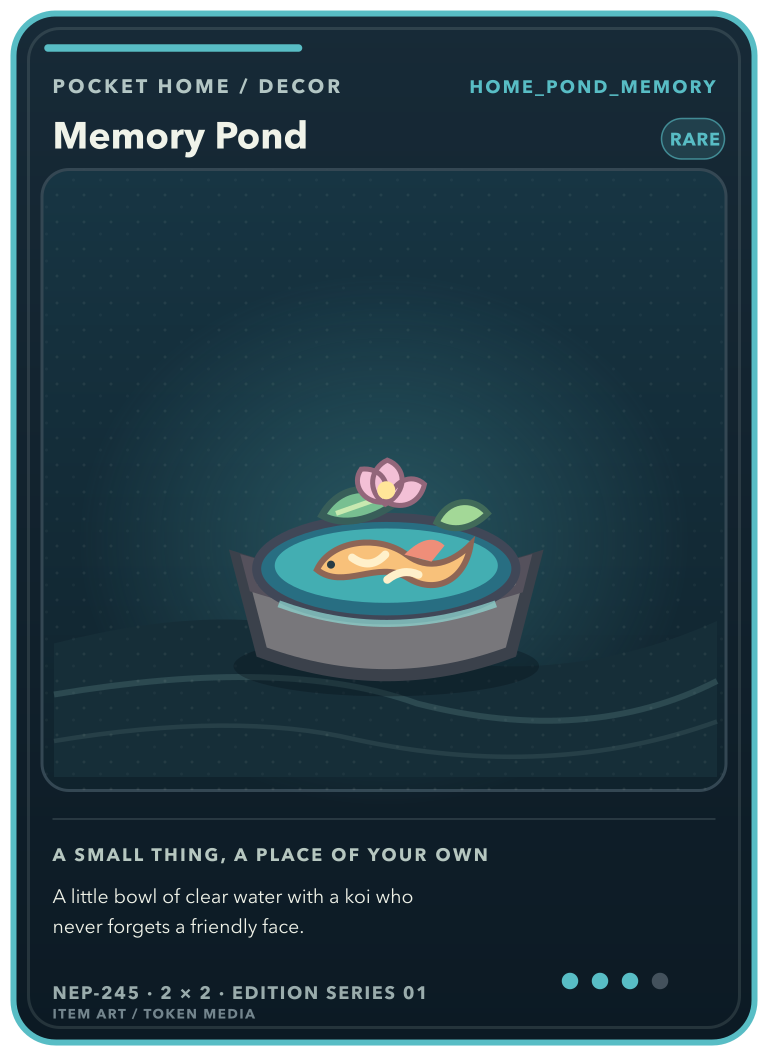 POCKET HOME / DECOR
HOME_POND_MEMORY
Memory Pond
RARE
A SMALL THING, A PLACE OF YOUR OWN
A little bowl of clear water with a koi who
never forgets a friendly face.
NEP-245 · 2 × 2 · EDITION SERIES 01
ITEM ART / TOKEN MEDIA